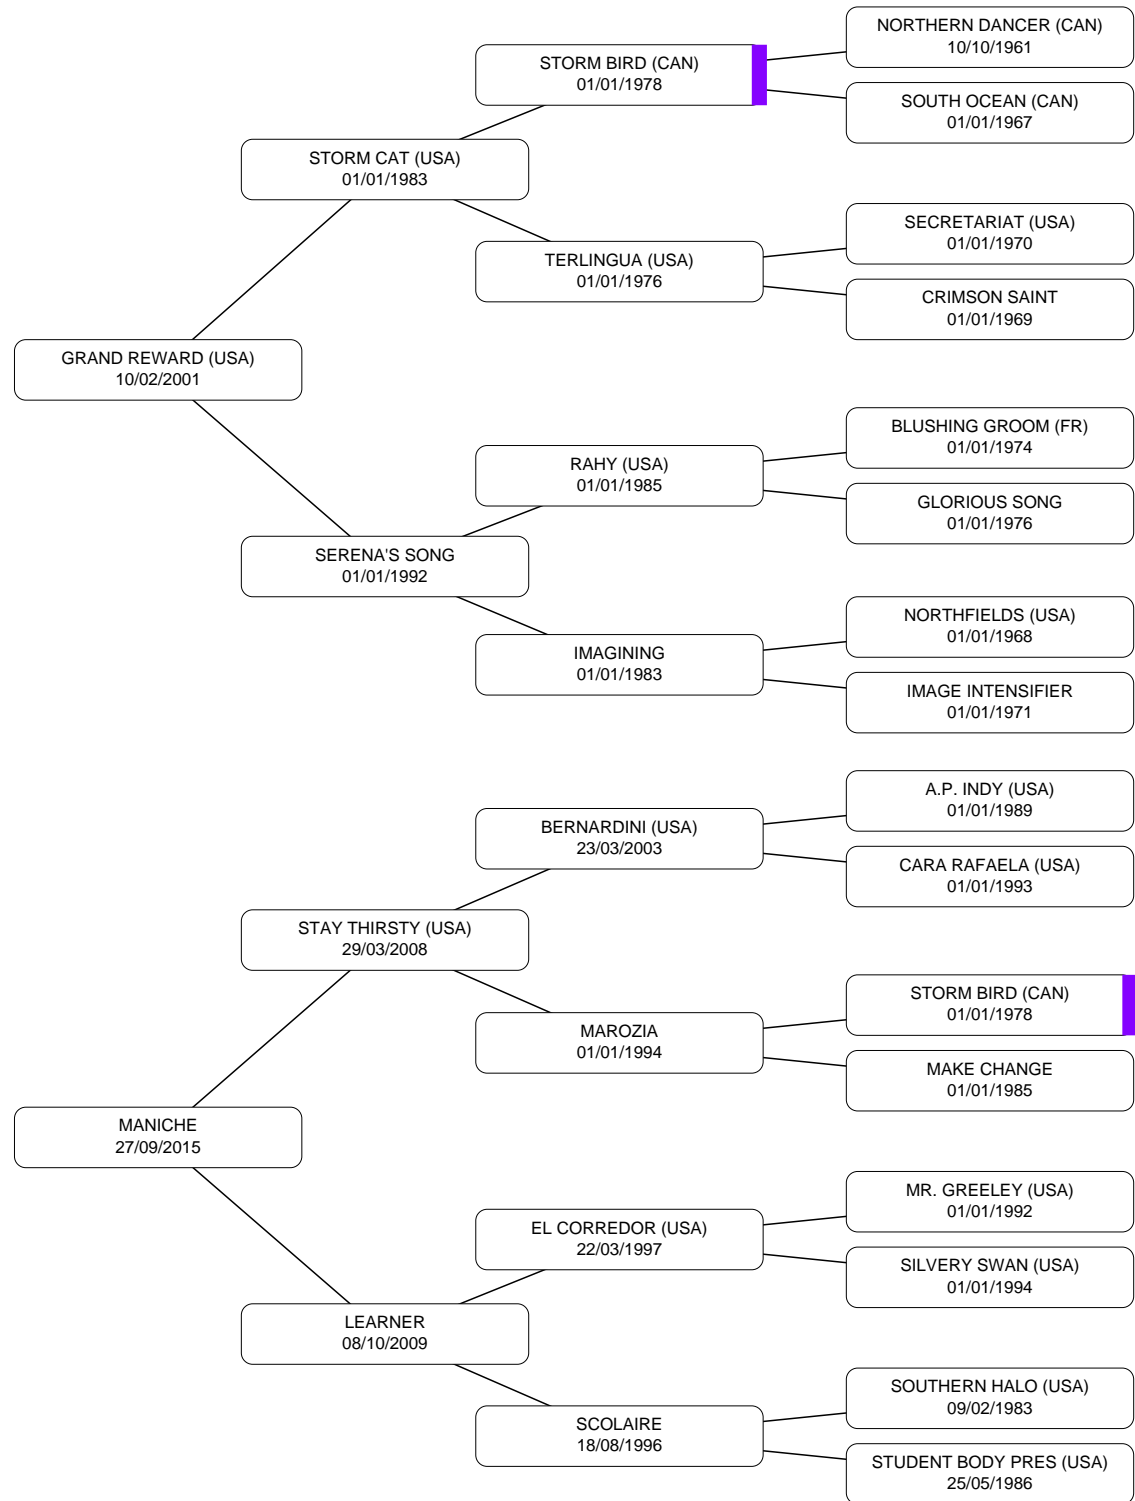 NORTHERN DANCER (CAN)
10/10/1961
STORM BIRD (CAN)
01/01/1978
SOUTH OCEAN (CAN)
01/01/1967
STORM CAT (USA)
01/01/1983
SECRETARIAT (USA)
01/01/1970
TERLINGUA (USA)
01/01/1976
CRIMSON SAINT
01/01/1969
GRAND REWARD (USA)
10/02/2001
BLUSHING GROOM (FR)
01/01/1974
RAHY (USA)
01/01/1985
GLORIOUS SONG
01/01/1976
SERENA'S SONG
01/01/1992
NORTHFIELDS (USA)
01/01/1968
IMAGINING
01/01/1983
IMAGE INTENSIFIER
01/01/1971
A.P. INDY (USA)
01/01/1989
BERNARDINI (USA)
23/03/2003
CARA RAFAELA (USA)
01/01/1993
STAY THIRSTY (USA)
29/03/2008
STORM BIRD (CAN)
01/01/1978
MAROZIA
01/01/1994
MAKE CHANGE
01/01/1985
MANICHE
27/09/2015
MR. GREELEY (USA)
01/01/1992
EL CORREDOR (USA)
22/03/1997
SILVERY SWAN (USA)
01/01/1994
LEARNER
08/10/2009
SOUTHERN HALO (USA)
09/02/1983
SCOLAIRE
18/08/1996
STUDENT BODY PRES (USA)
25/05/1986